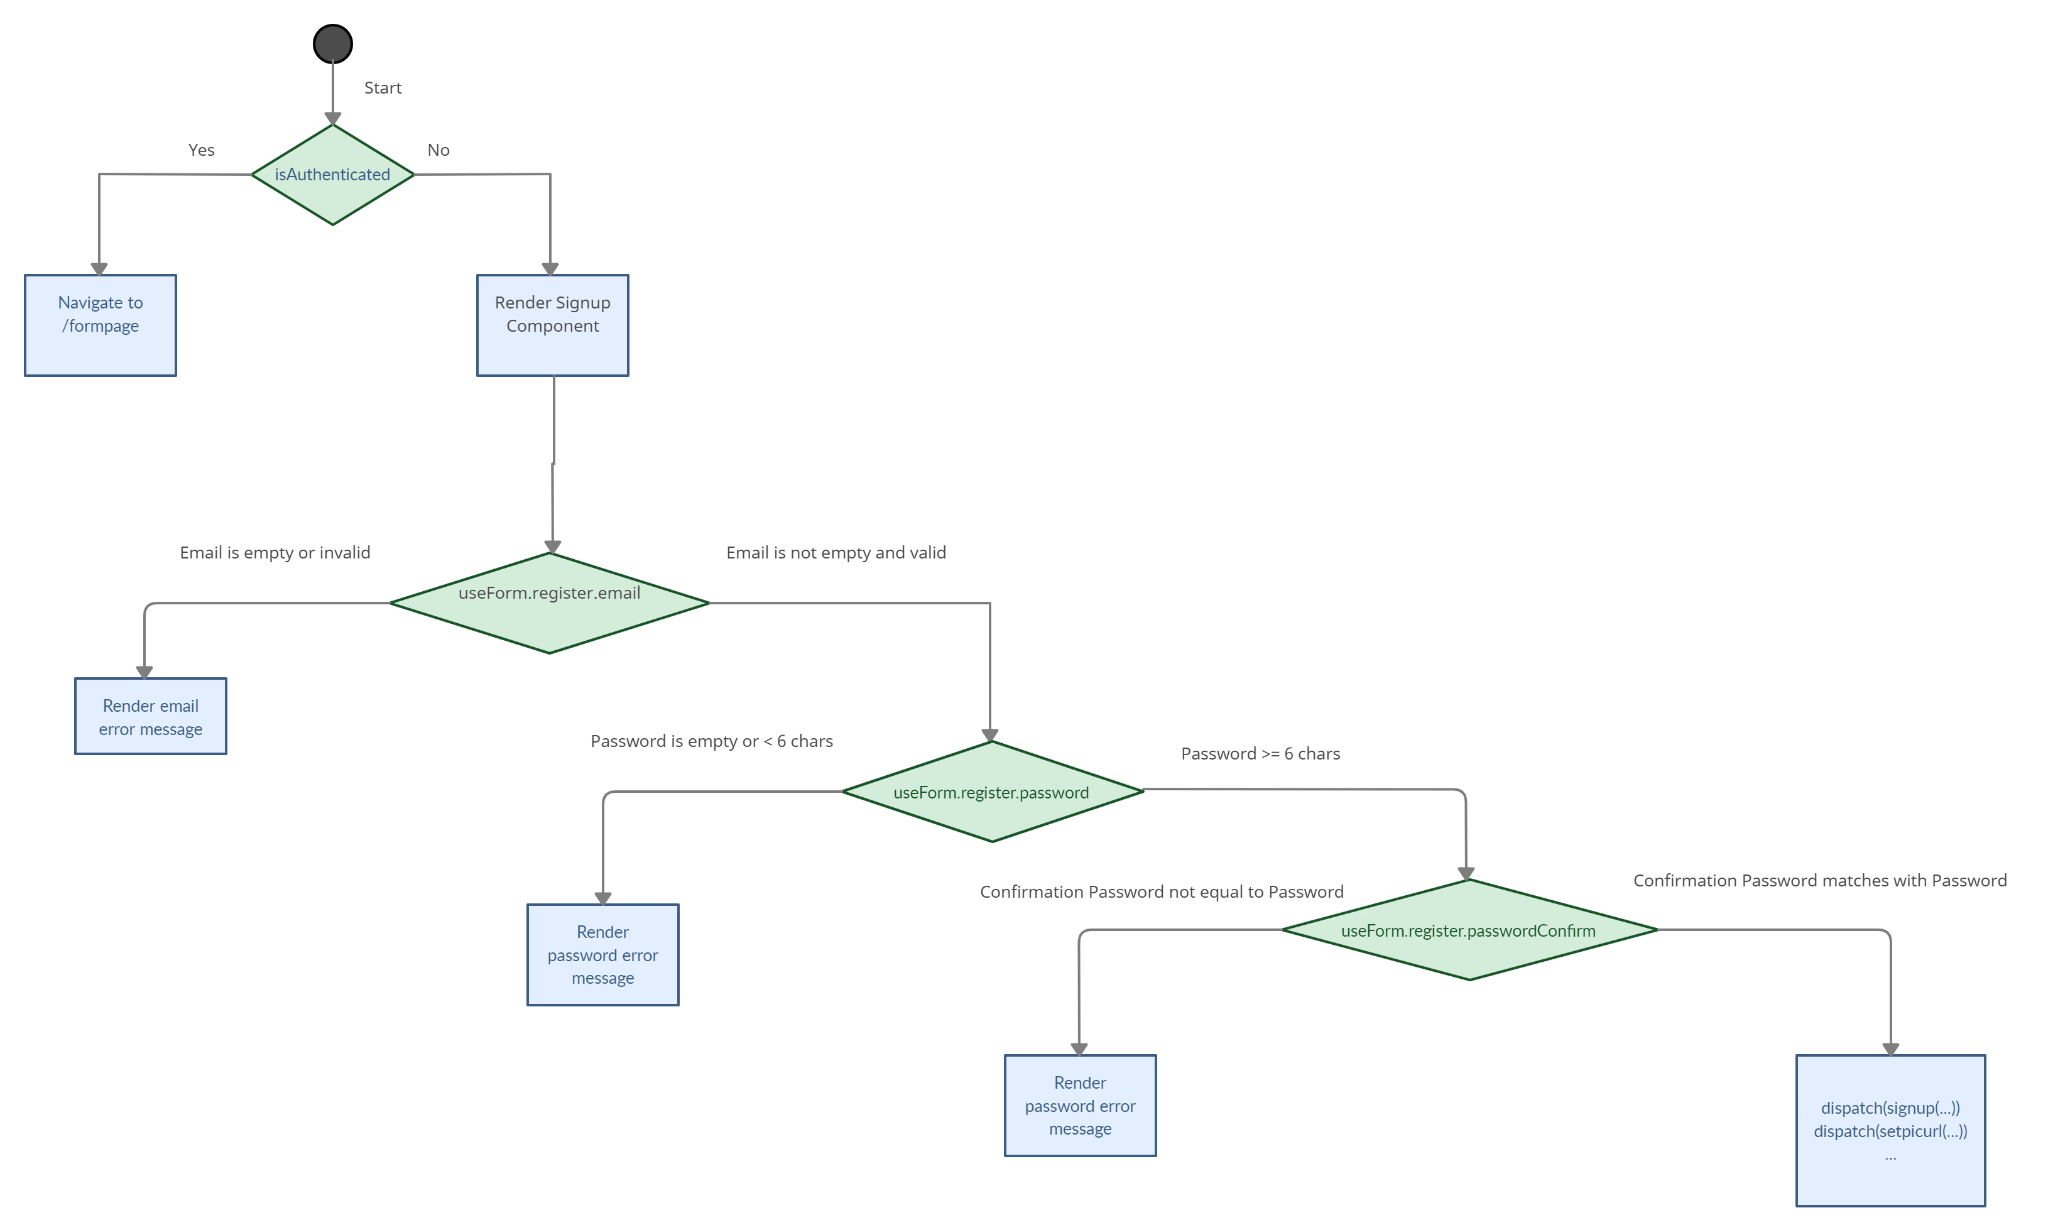 Start
Yes
No
isAuthenticated
Navigate to
/formpage
Render Signup
Component
Email is empty or invalid
Email is not empty and valid
useForm.register.email
Render email
error message
Password is empty or < 6 chars
Password >= 6 chars
useForm.register.password
Confirmation Password not equal to Password
Confirmation Password matches with Password
Render
password error
message
useForm.register.passwordConfirm
Render
password error
message
dispatch(signup(...))
dispatch(setpicurl(...))
...